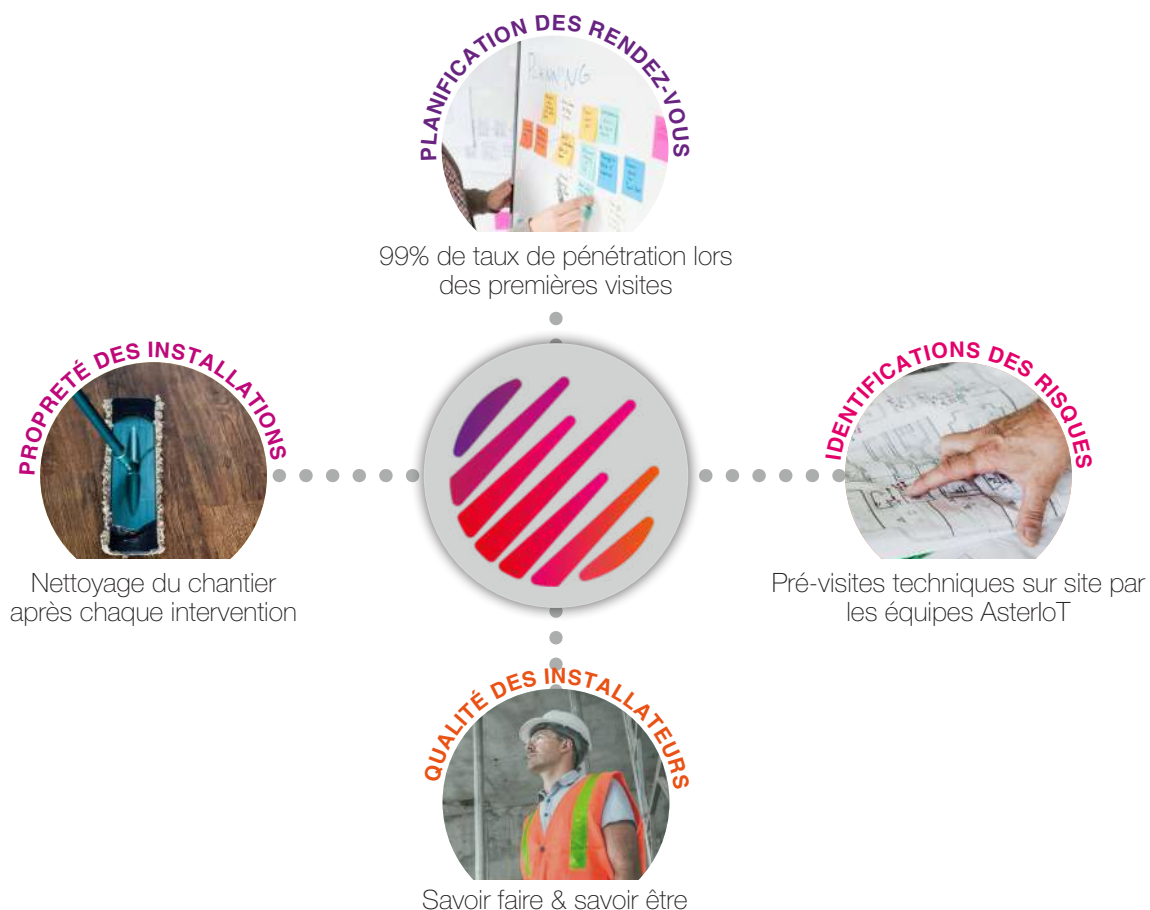 PLANIFICATION DES RENDEZ-VOUS
PLANNING
99% de taux de pénétration lors
des premières visites
PROPRETÉ DES INSTALLATIONS
Nettoyage du chantier
après chaque intervention
IDENTIFICATIONS DES RISQUES
Pré-visites techniques sur site par
les équipes AsterIoT
QUALITÉ DES INSTALLATEURS
Savoir faire & savoir être